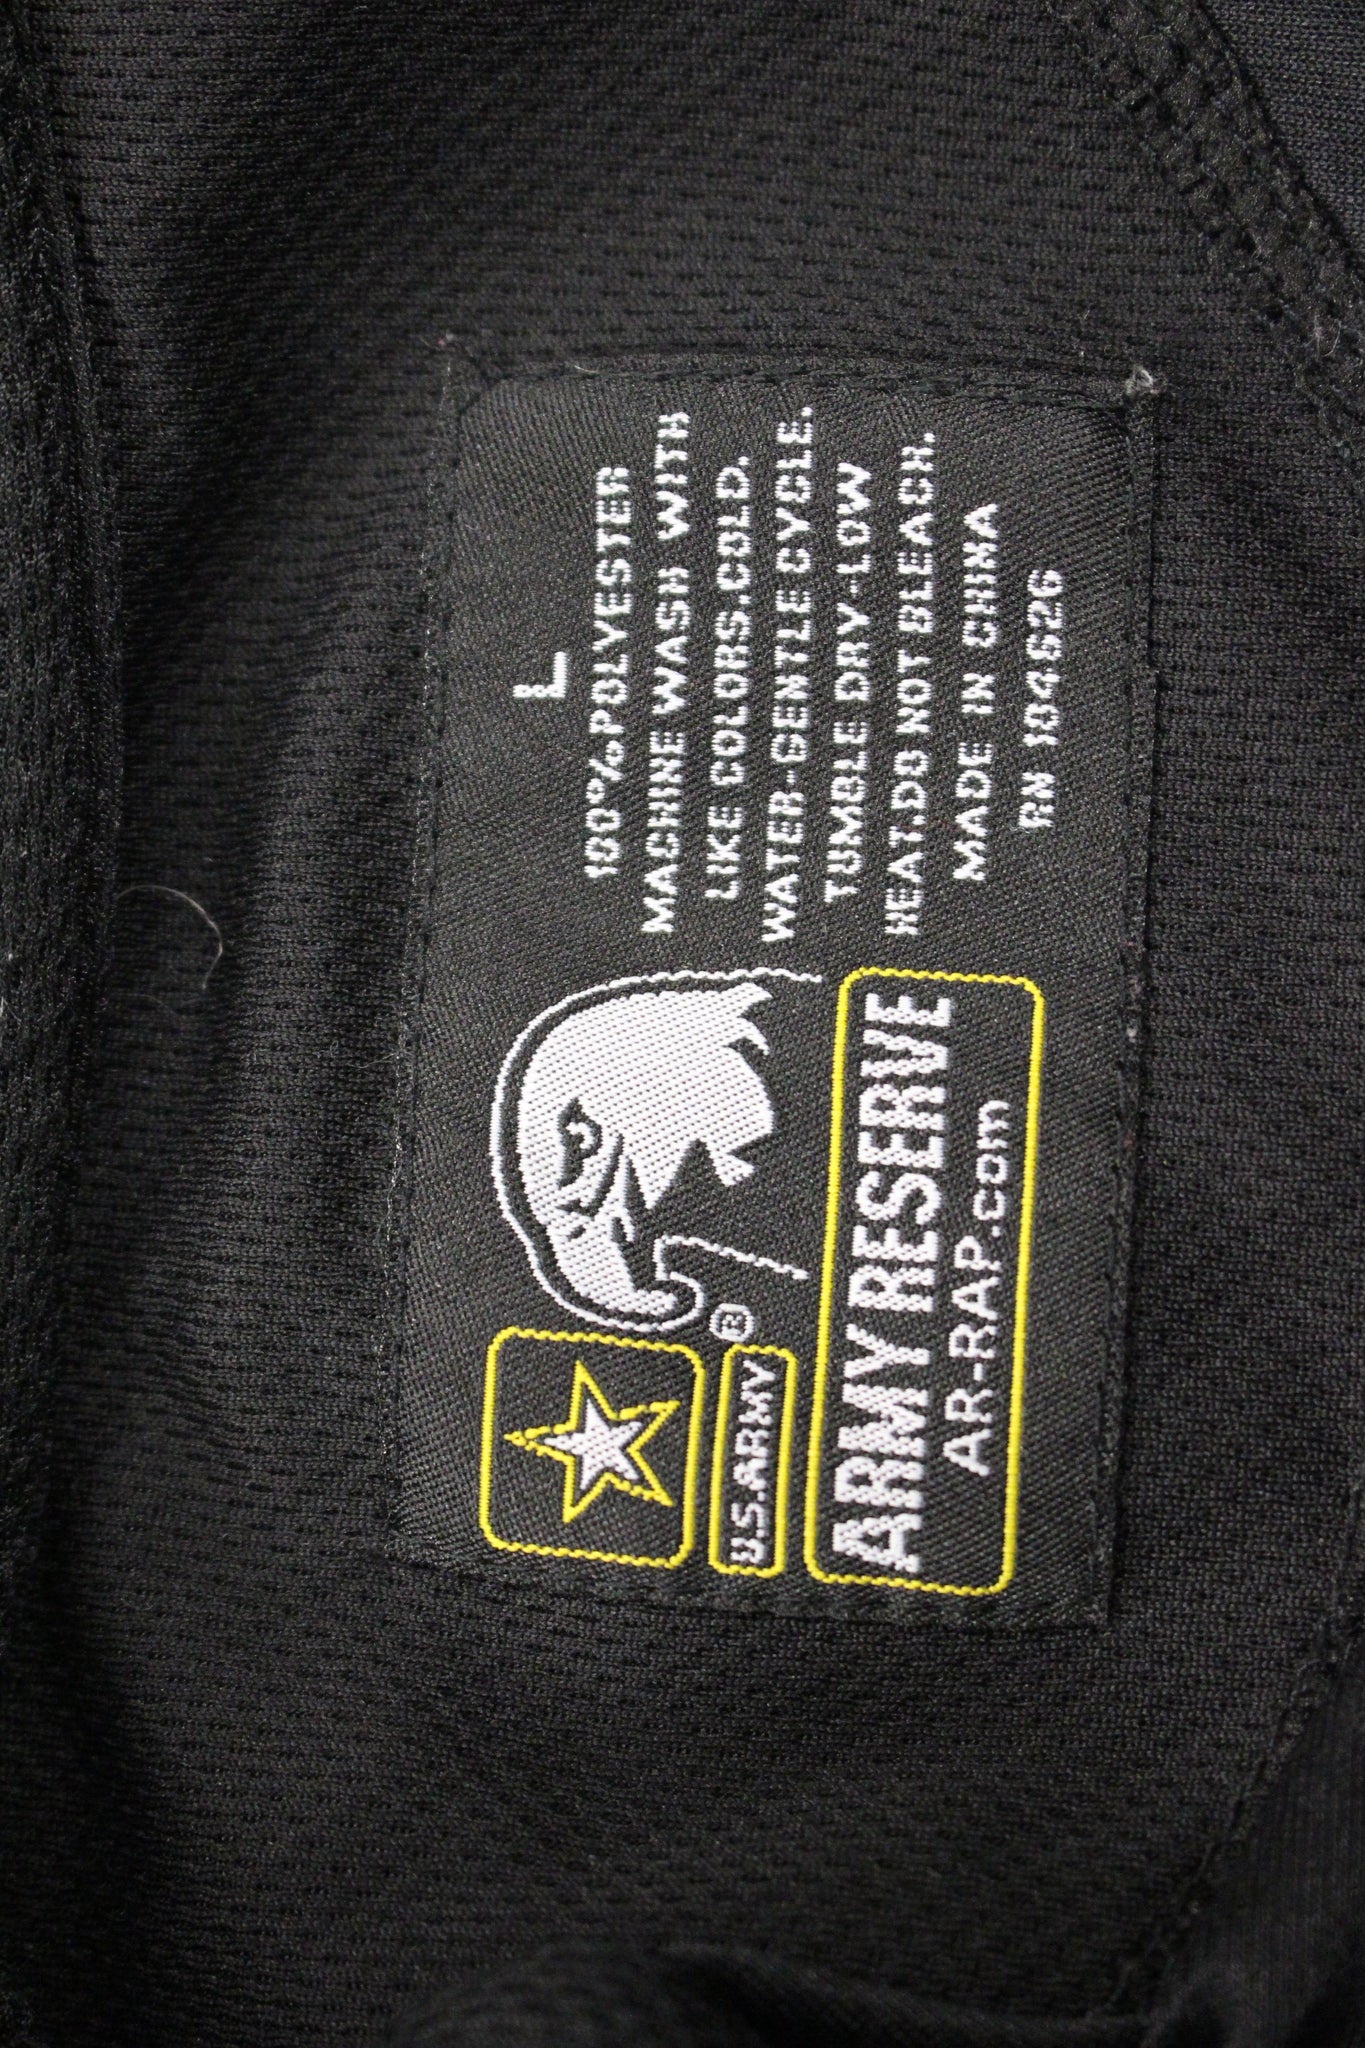 U.S.ARMY
®
ARMY RESERVE
AR-RAP.com
L
100%POLYESTER
MACHINE WASH WITH
LIKE COLORS.COLD.
WATER-GENTLE CYCLE.
TUMBLE DRY-LOW
HEAT.DO NOT BLEACH.
MADE IN CHINA
RN 104626